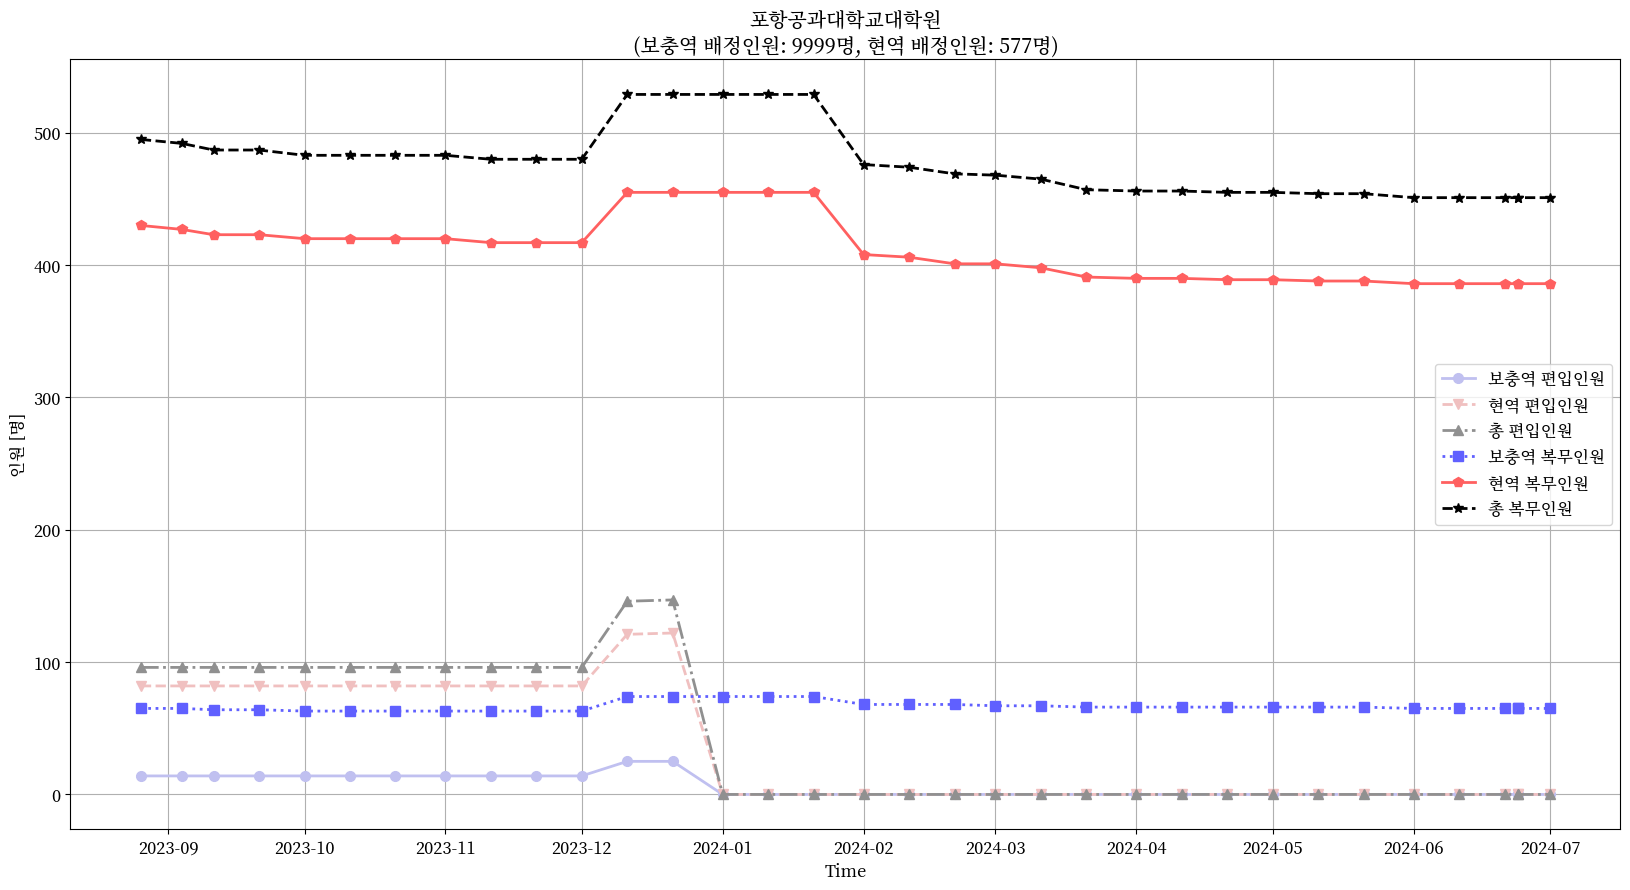 포항공과대학교대학원
(보충역 배정인원: 9999명, 현역 배정인원: 577명)
인원 [명]
500
400
300
200
100
0
보충역 편입인원
현역 편입인원
총 편입인원
보충역 복무인원
현역 복무인원
총 복무인원
2023-09
2023-10
2023-11
2023-12
2024-01
2024-02
2024-03
2024-04
2024-05
2024-06
2024-07
Time